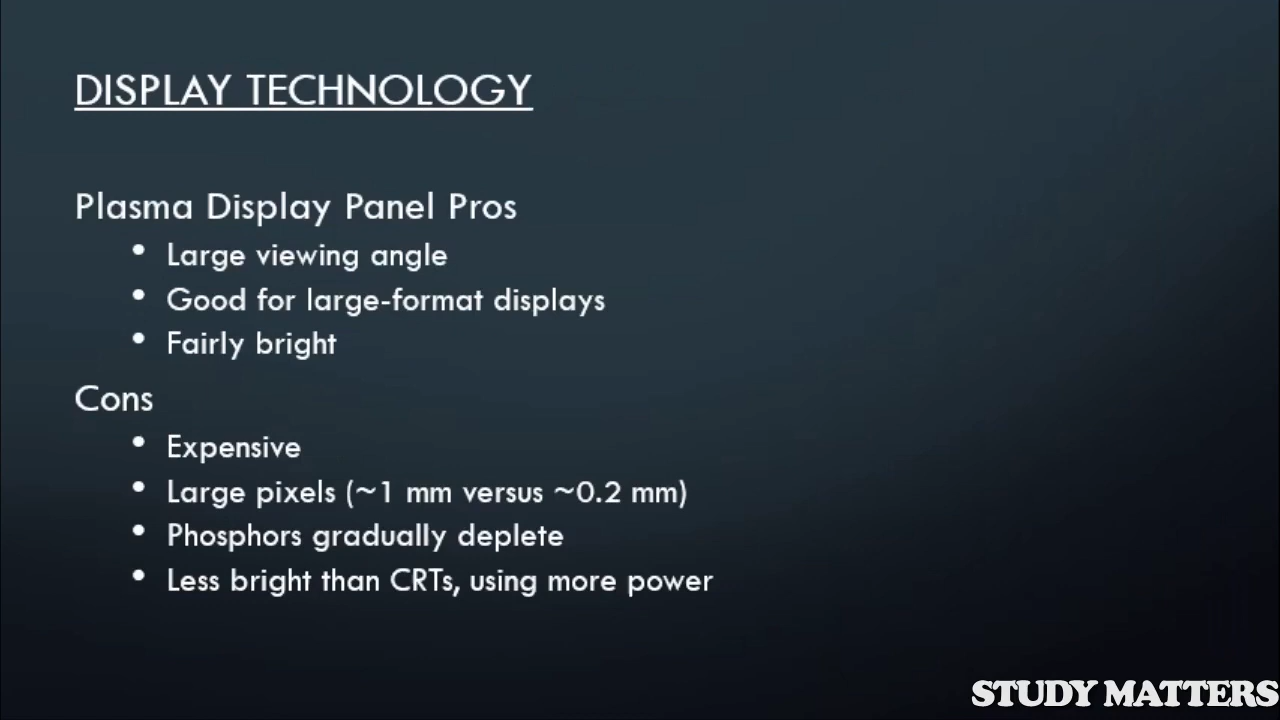 DISPLAY TECHNOLOGY
Plasma Display Panel Pros
• Large viewing angle
• Good for large-format displays
• Fairly bright
Cons
• Expensive
• Large pixels (~1 mm versus ~0.2 mm)
• Phosphors gradually deplete
• Less bright than CRTs, using more power
STUDY MATTERS